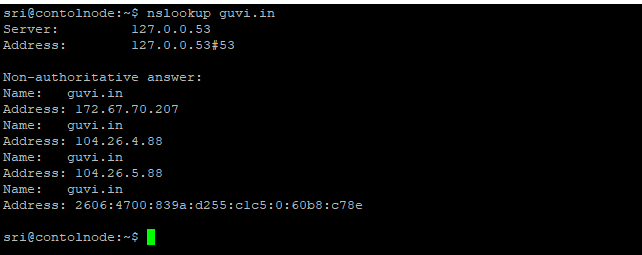 sri@contolnode:~$ nslookup guvi.in
Server:         127.0.0.53
Address:        127.0.0.53#53

Non-authoritative answer:
Name:   guvi.in
Address: 172.67.70.207
Name:   guvi.in
Address: 104.26.4.88
Name:   guvi.in
Address: 104.26.5.88
Name:   guvi.in
Address: 2606:4700:839a:d255:c1c5:0:60b8:c78e

sri@contolnode:~$